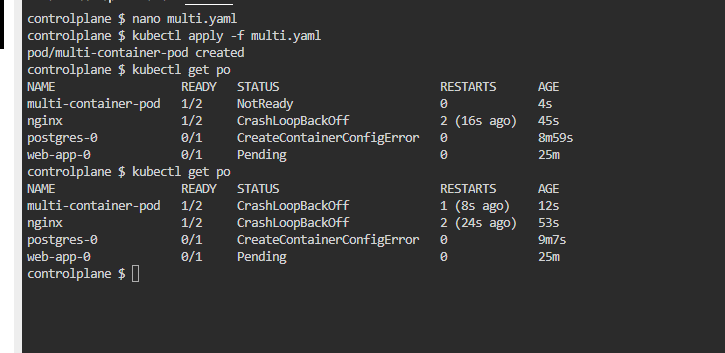 controlplane $ nano multi.yaml
controlplane $ kubectl apply -f multi.yaml
pod/multi-container-pod created
controlplane $ kubectl get po
NAME READY STATUS RESTARTS AGE
multi-container-pod 1/2 NotReady 0 4s
nginx 1/2 CrashLoopBackOff 2 (16s ago) 45s
postgres-0 0/1 CreateContainerConfigError 0 8m59s
web-app-0 0/1 Pending 0 25m
controlplane $ kubectl get po
NAME READY STATUS RESTARTS AGE
multi-container-pod 1/2 CrashLoopBackOff 1 (8s ago) 12s
nginx 1/2 CrashLoopBackOff 2 (24s ago) 53s
postgres-0 0/1 CreateContainerConfigError 0 9m7s
web-app-0 0/1 Pending 0 25m
controlplane $